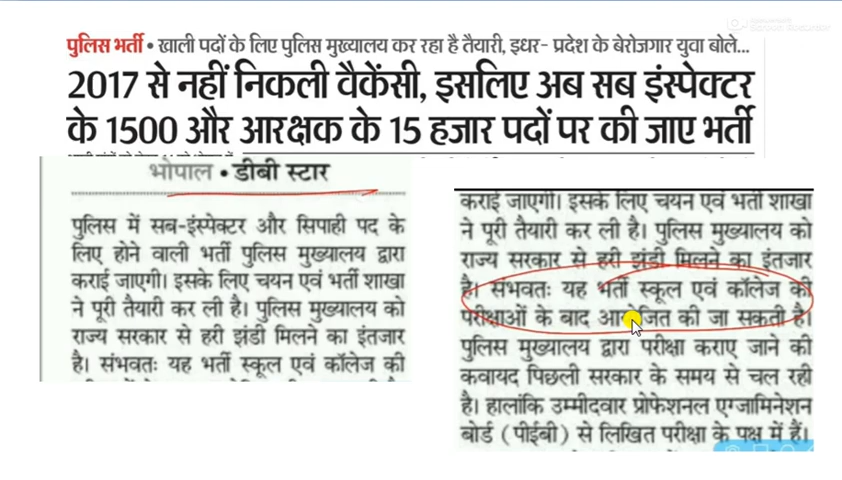 पुलिस भर्ती • खाली पदों के लिए पुलिस मुख्यालय कर रहा है तैयारी, इधर- प्रदेश के बेरोजगार युवा बोले...
2017 से नहीं निकली वैकेंसी, इसलिए अब सब इंस्पेक्टर
के 1500 और आरक्षक के 15 हजार पदों पर की जाए भर्ती
भोपाल • डीबी स्टार
पुलिस में सब-इंस्पेक्टर और सिपाही पद के
लिए होने वाली भर्ती पुलिस मुख्यालय द्वारा
कराई जाएगी। इसके लिए चयन एवं भर्ती शाखा
ने पूरी तैयारी कर ली है। पुलिस मुख्यालय को
राज्य सरकार से हरी झंडी मिलने का इंतजार
है। संभवतः यह भर्ती स्कूल एवं कॉलेज की
कराई जाएगी। इसके लिए चयन एवं भर्ती शाखा
ने पूरी तैयारी कर ली है। पुलिस मुख्यालय को
राज्य सरकार से हरी झंडी मिलने का इंतजार
है। संभवतः यह भर्ती स्कूल एवं कॉलेज की
परीक्षाओं के बाद आयोजित की जा सकती है।
पुलिस मुख्यालय द्वारा परीक्षा कराए जाने की
कवायद पिछली सरकार के समय से चल रही
है। हालांकि उम्मीदवार प्रोफेशनल एग्जामिनेशन
बोर्ड (पीईबी) से लिखित परीक्षा के पक्ष में हैं।